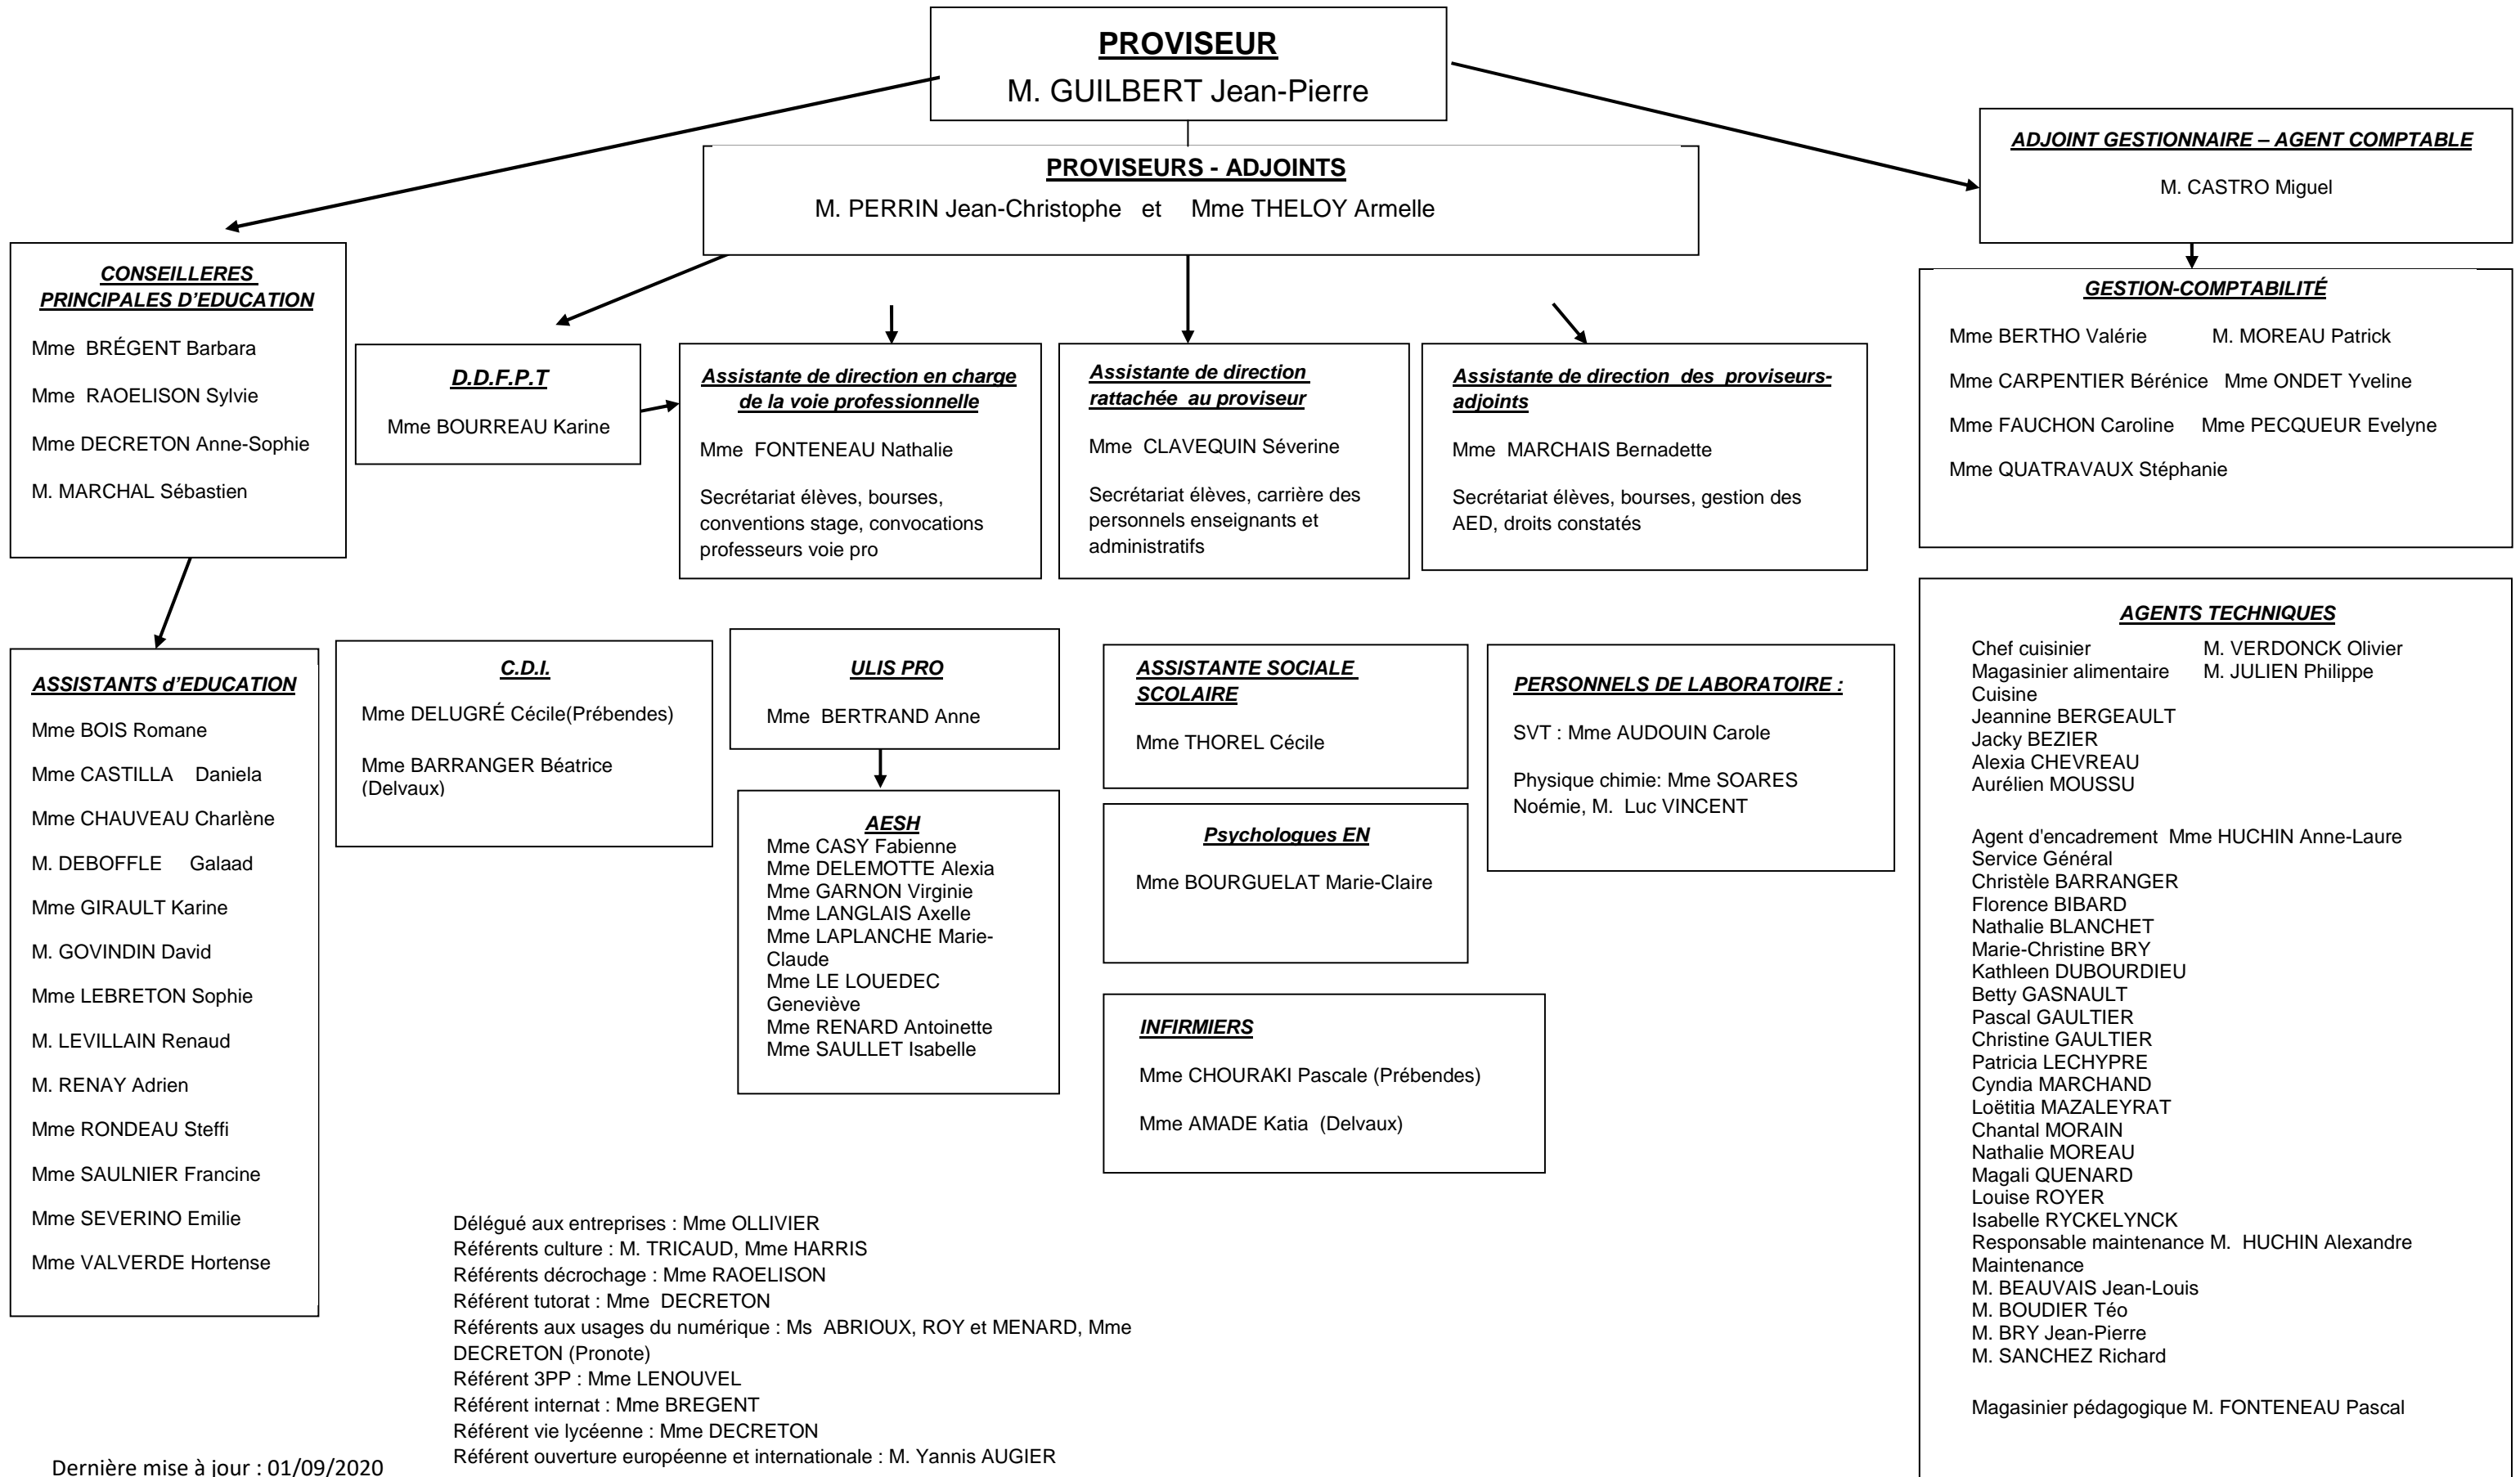 PROVISEUR
M. GUILBERT Jean-Pierre
PROVISEURS - ADJOINTS
M. PERRIN Jean-Christophe et Mme THELOY Armelle
ADJOINT GESTIONNAIRE – AGENT COMPTABLE
M. CASTRO Miguel
CONSEILLERES
PRINCIPALES D'EDUCATION
Mme BRÉGENT Barbara
Mme RAOELISON Sylvie
Mme DECRETON Anne-Sophie
M. MARCHAL Sébastien
D.D.F.P.T
Mme BOURREAU Karine
Assistante de direction en charge
de la voie professionnelle
Mme FONTENEAU Nathalie
Secrétariat élèves, bourses,
conventions stage, convocations
professeurs voie pro
Assistante de direction
rattachée au proviseur
Mme CLAVEQUIN Séverine
Secrétariat élèves, carrière des
personnels enseignants et
administratifs
Assistante de direction des proviseurs-
adjoints
Mme MARCHAIS Bernadette
Secrétariat élèves, bourses, gestion des
AED, droits constatés
GESTION-COMPTABILITÉ
Mme BERTHO Valérie M. MOREAU Patrick
Mme CARPENTIER Bérénice Mme ONDET Yveline
Mme FAUCHON Caroline Mme PECQUEUR Evelyne
Mme QUATRAVAUX Stéphanie
ASSISTANTS d'EDUCATION
Mme BOIS Romane
Mme CASTILLA Daniela
Mme CHAUVEAU Charlène
M. DEBOFFLE Galaad
Mme GIRAULT Karine
M. GOVINDIN David
Mme LEBRETON Sophie
M. LEVILLAIN Renaud
M. RENAY Adrien
Mme RONDEAU Steffi
Mme SAULNIER Francine
Mme SEVERINO Emilie
Mme VALVERDE Hortense
C.D.I.
Mme DELUGRÉ Cécile(Prébendes)
Mme BARRANGER Béatrice
(Delvaux)
ULIS PRO
Mme BERTRAND Anne
AESH
Mme CASY Fabienne
Mme DELEMOTTE Alexia
Mme GARNON Virginie
Mme LANGLAIS Axelle
Mme LAPLANCHE Marie-
Claude
Mme LE LOUEDEC
Geneviève
Mme RENARD Antoinette
Mme SAULLET Isabelle
ASSISTANTE SOCIALE
SCOLAIRE
Mme THOREL Cécile
Psychologues EN
Mme BOURGUELAT Marie-Claire
INFIRMIERS
Mme CHOURAKI Pascale (Prébendes)
Mme AMADE Katia (Delvaux)
PERSONNELS DE LABORATOIRE :
SVT : Mme AUDOUIN Carole
Physique chimie: Mme SOARES
Noémie, M. Luc VINCENT
AGENTS TECHNIQUES
Chef cuisinier M. VERDONCK Olivier
Magasinier alimentaire M. JULIEN Philippe
Cuisine
Jeannine BERGEAULT
Jacky BEZIER
Alexia CHEVREAU
Aurélien MOUSSU
Agent d'encadrement Mme HUCHIN Anne-Laure
Service Général
Christèle BARRANGER
Florence BIBARD
Nathalie BLANCHET
Marie-Christine BRY
Kathleen DUBOURDIEU
Betty GASNAULT
Pascal GAULTIER
Christine GAULTIER
Patricia LECHYPRE
Cyndia MARCHAND
Loëtitia MAZALEYRAT
Chantal MORAIN
Nathalie MOREAU
Magali QUENARD
Louise ROYER
Isabelle RYCKELYNCK
Responsable maintenance M. HUCHIN Alexandre
Maintenance
M. BEAUVAIS Jean-Louis
M. BOUDIER Téo
M. BRY Jean-Pierre
M. SANCHEZ Richard
Magasinier pédagogique M. FONTENEAU Pascal
Délégué aux entreprises : Mme OLLIVIER
Référents culture : M. TRICAUD, Mme HARRIS
Référents décrochage : Mme RAOELISON
Référent tutorat : Mme DECRETON
Référents aux usages du numérique : Ms ABRIOUX, ROY et MENARD, Mme
DECRETON (Pronote)
Référent 3PP : Mme LENOUVEL
Référent internat : Mme BREGENT
Référent vie lycéenne : Mme DECRETON
Référent ouverture européenne et internationale : M. Yannis AUGIER
Dernière mise à jour : 01/09/2020